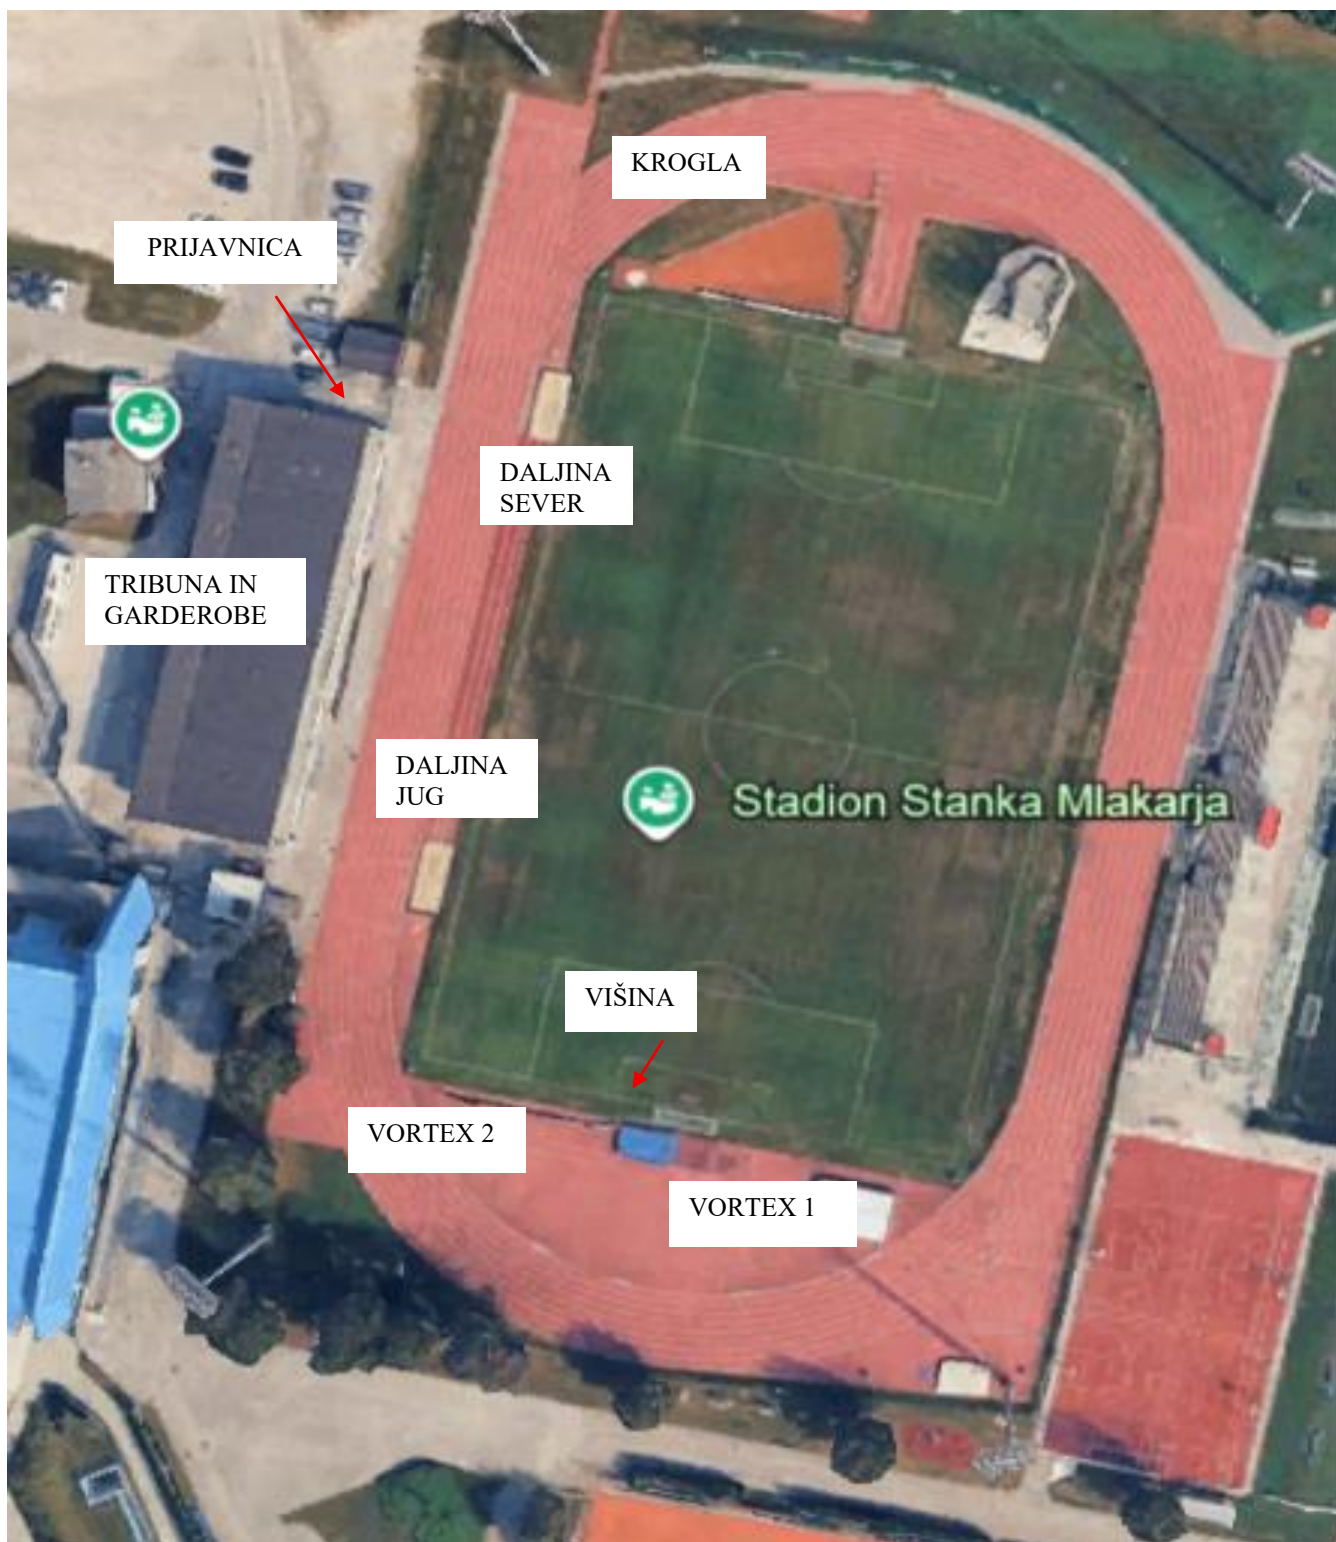 KROGLA
PRIJAVNICA
DALJINA
SEVER
TRIBUNA IN
GARDEROBE
DALJINA
JUG
Stadion Stanka Mlakarja
VIŠINA
VORTEX 2
VORTEX 1